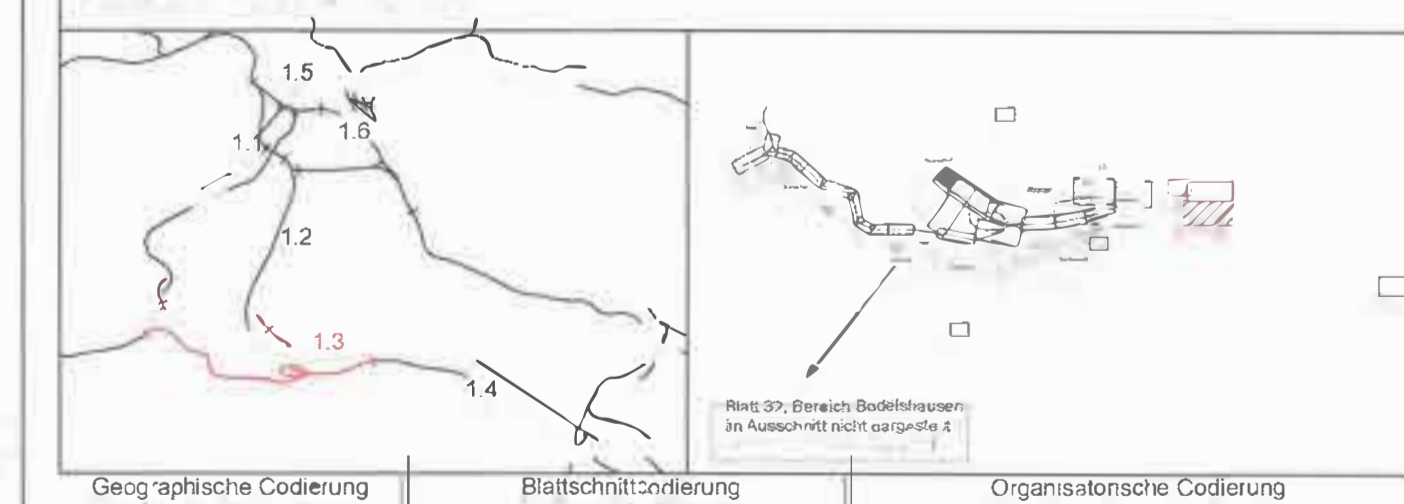 1.5
1.6
1.1
1.2
1.3
1.4
Blatt 32, Bereich Bodelshausen
in Ausschnitt nicht dargestellt
Geographische Codierung
Blattschnittcodierung
Organisatorische Codierung